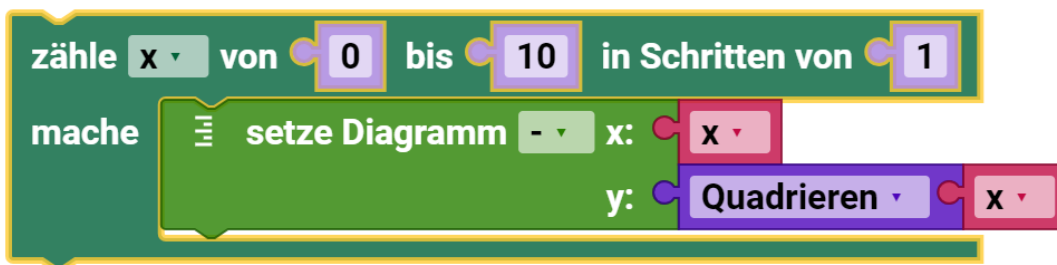 zähle x von 0 bis 10 in Schritten von 1
mache setze Diagramm - x: x
y: Quadrieren x